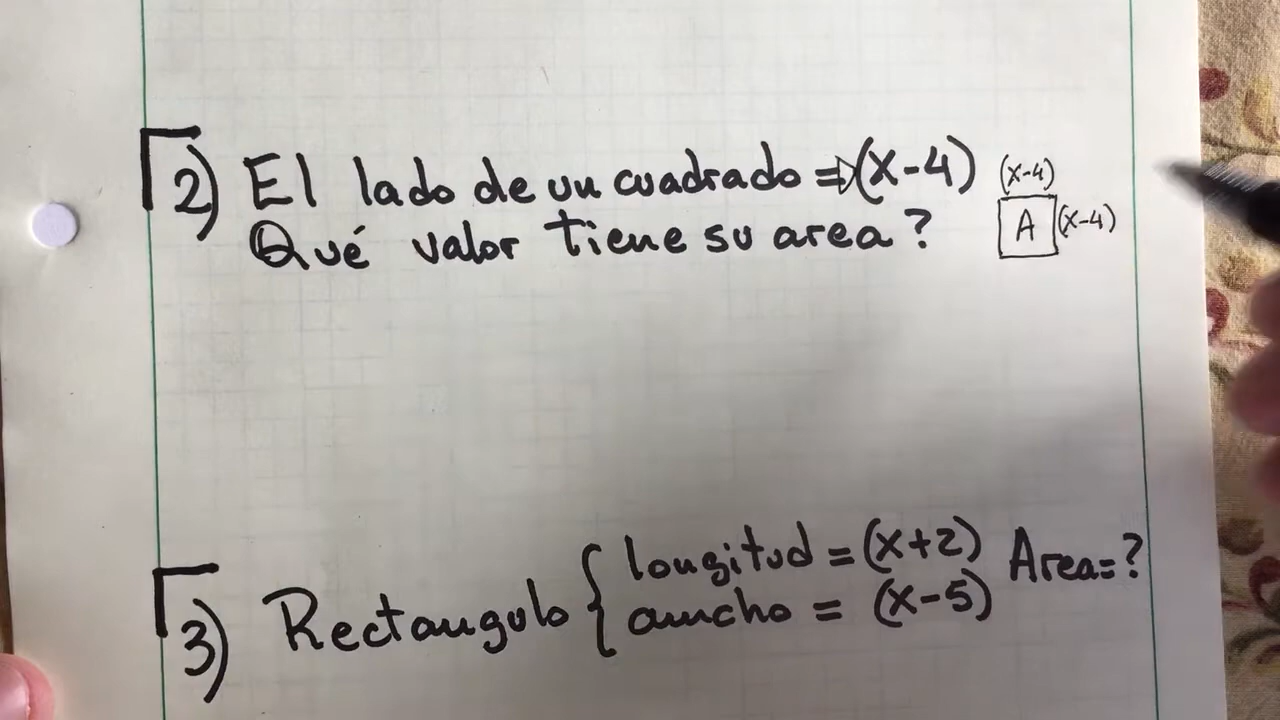 2) El lado de un cuadrado ⇒ (x-4)
(x-4)
Qué valor tiene su area?
A (x-4)
3) Rectangulo { longitud = (x+2) Area=?
ancho = (x-5)